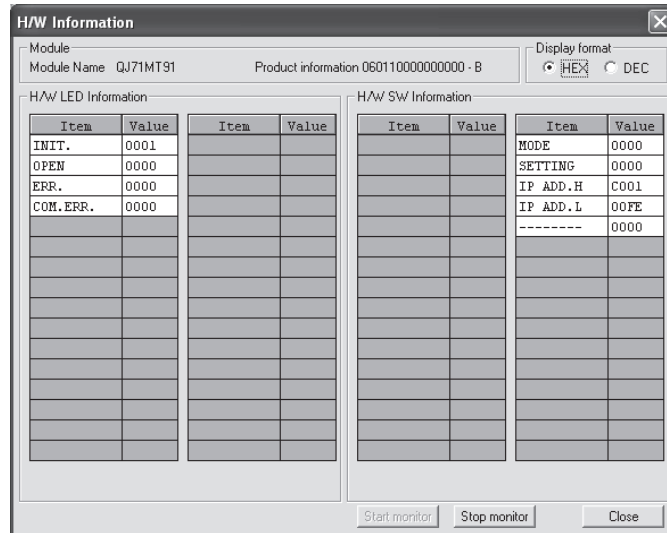 H/W Information
Module
Module Name QJ71MT91 Product information 060110000000000 - B
Display format
HEX DEC
H/W LED Information
Item Value Item Value
INIT. 0001
OPEN 0000
ERR. 0000
COM.ERR. 0000
H/W SW Information
Item Value Item Value
MODE 0000
SETTING 0000
IP ADD.H C001
IP ADD.L 00FE
-------- 0000
Start monitor Stop monitor Close